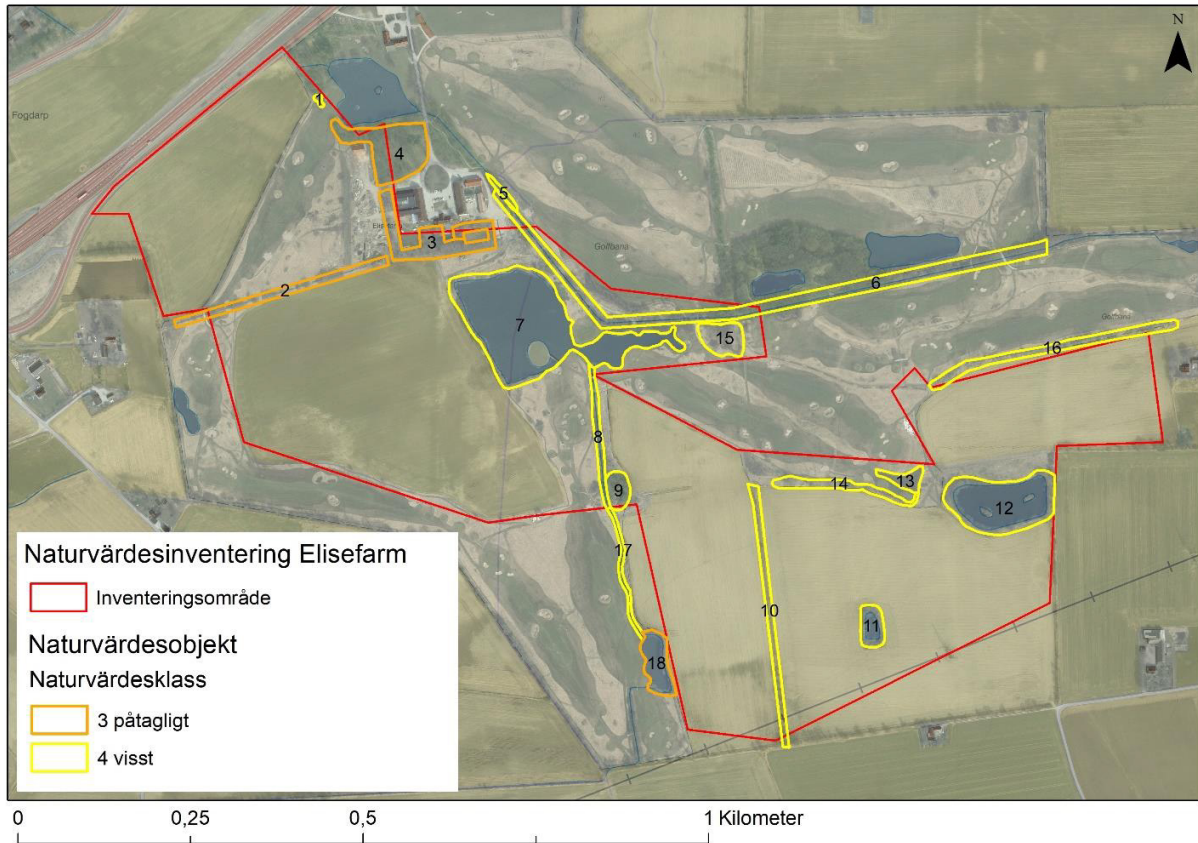 N
Fogdarp
1
4
5
3
2
Golfbana
6
7
15
Golfbana
16
8
9
14
13
12
17
10
11
18
Naturvärdesinventering Elisefarm
Inventeringsområde
Naturvärdesobjekt
Naturvärdesklass
3 påtagligt
4 visst
0 0,25 0,5 1 Kilometer